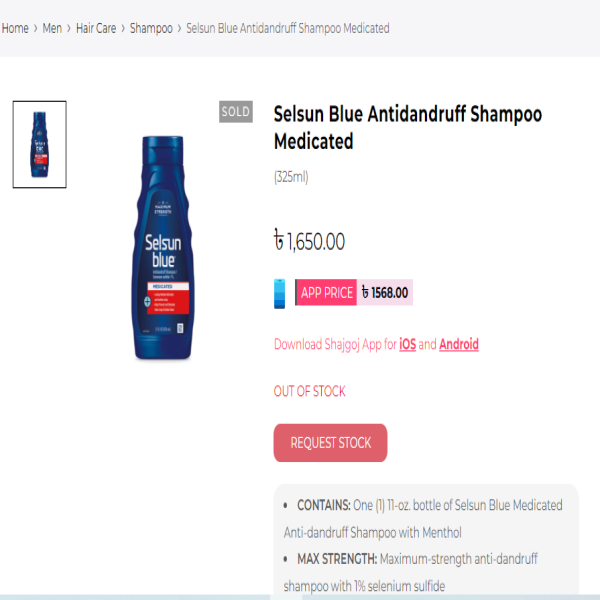 Home > Men > Hair Care > Shampoo > Selsun Blue Antidandruff Shampoo Medicated
SOLD
Selsun Blue Antidandruff Shampoo
Medicated
(325ml)
৳ 1,650.00
APP PRICE ৳ 1568.00
Download Shajgoj App for iOS and Android
OUT OF STOCK
REQUEST STOCK
• CONTAINS: One (1) 11-oz. bottle of Selsun Blue Medicated
Anti-dandruff Shampoo with Menthol
• MAX STRENGTH: Maximum-strength anti-dandruff
shampoo with 1% selenium sulfide
MAXIMUM
STRENGTH
Selsun
blue
MEDICATED